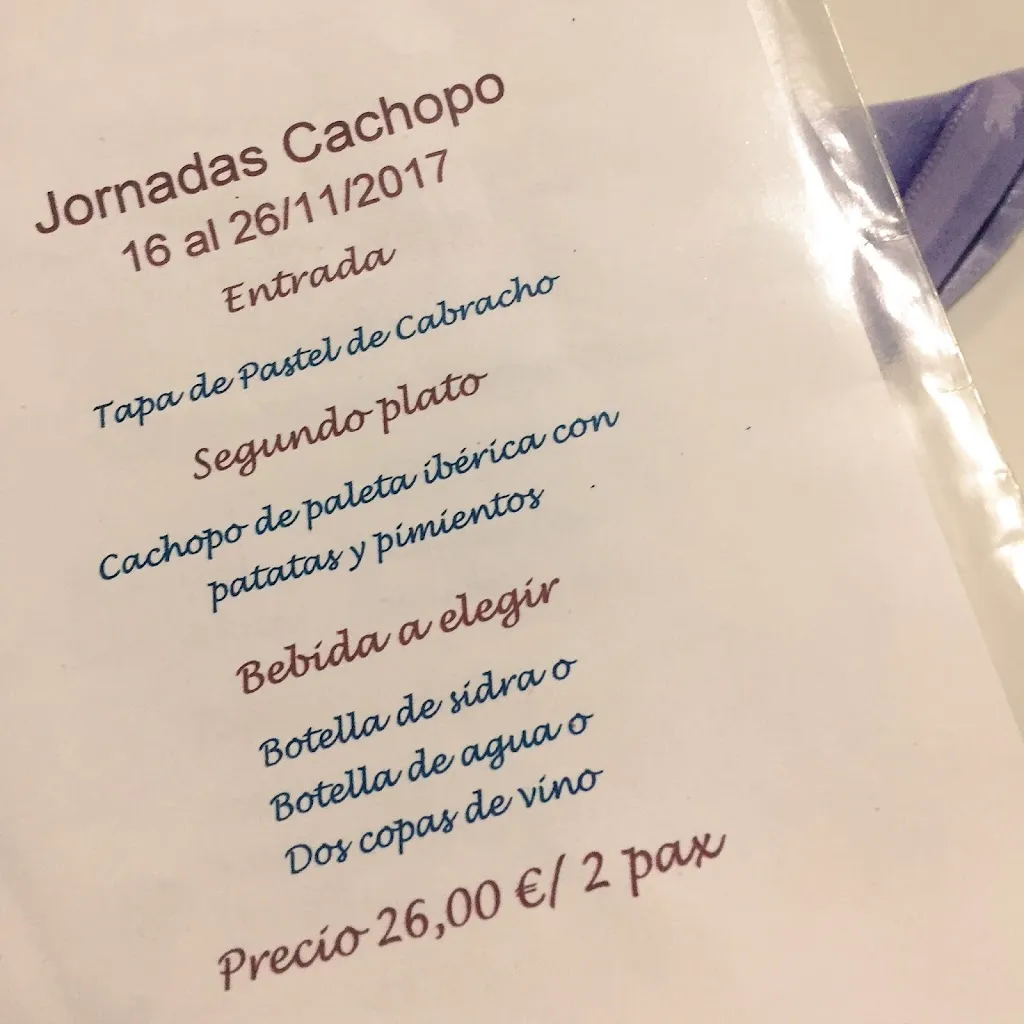 Jornadas Cachopo
16 al 26/11/2017
Entrada
Tapa de Pastel de Cabracho
Segundo plato
Cachopo de paleta ibérica con
patatas y pimientos
Bebida a elegir
Botella de sidra o
Botella de agua o
Dos copas de vino
Precio 26,00 €/ 2 pax